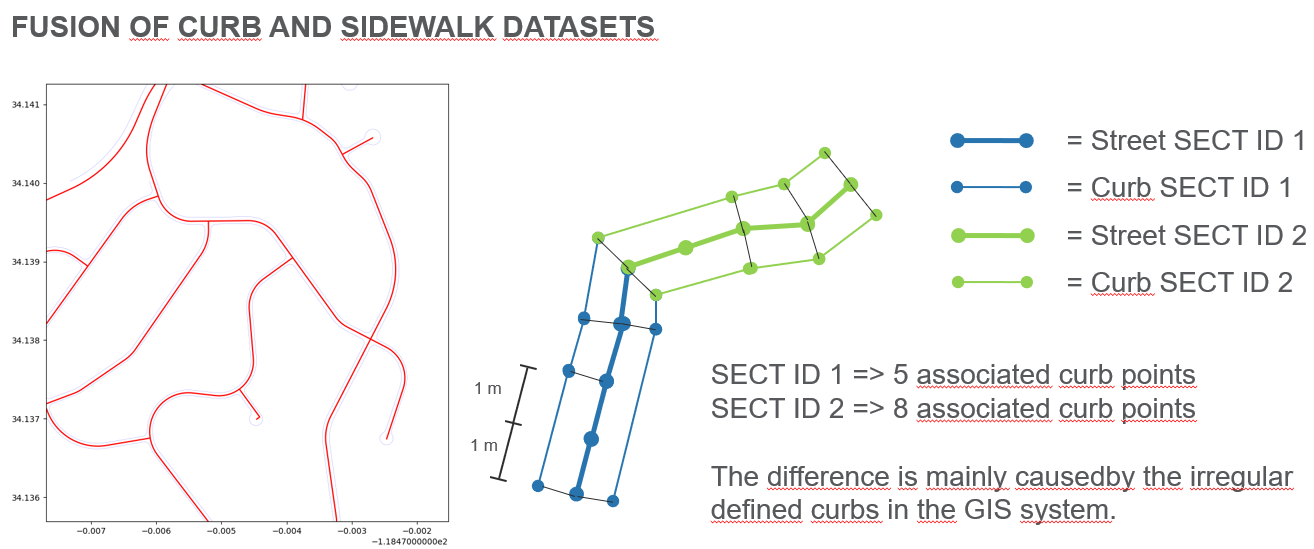 FUSION OF CURB AND SIDEWALK DATASETS
34.141
34.140
34.139
34.138
34.137
34.136
−0.007 −0.006 −0.005 −0.004 −0.003 −0.002
−1.1847000000e2
1 m
1 m
= Street SECT ID 1
= Curb SECT ID 1
= Street SECT ID 2
= Curb SECT ID 2
SECT ID 1 => 5 associated curb points
SECT ID 2 => 8 associated curb points
The difference is mainly causedby the irregular
defined curbs in the GIS system.